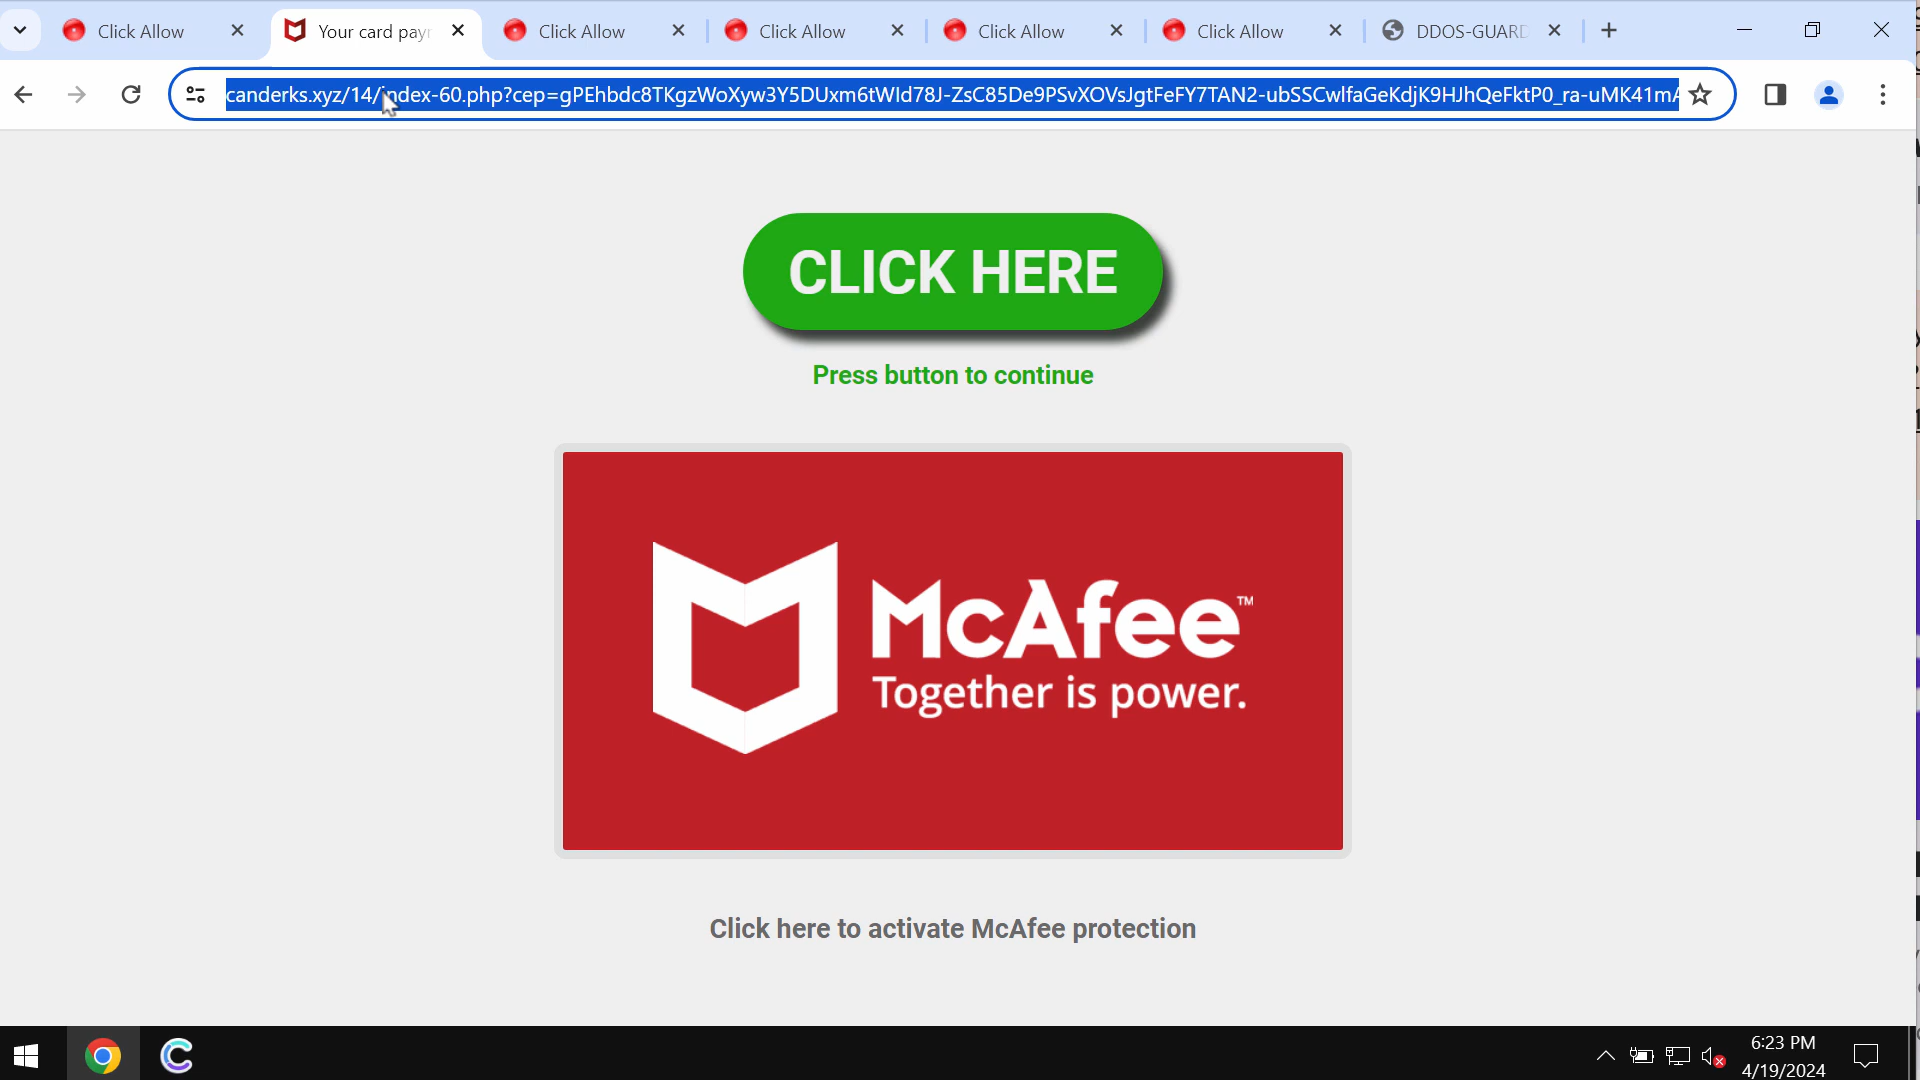 Click Allow
Your card pay
Click Allow
Click Allow
Click Allow
Click Allow
DDOS-GUARD
canderks.xyz/14/index-60.php?cep=gPEhbdc8TKgzWoXyw3Y5DUxm6tWId78J-ZsC85De9PSvXOVsJgtFeFY7TAN2-ubSSCwIfaGeKdjK9HJhQeFktP0_ra-uMK41mA
CLICK HERE
Press button to continue
McAfee™
Together is power.
Click here to activate McAfee protection
6:23 PM
4/19/2024